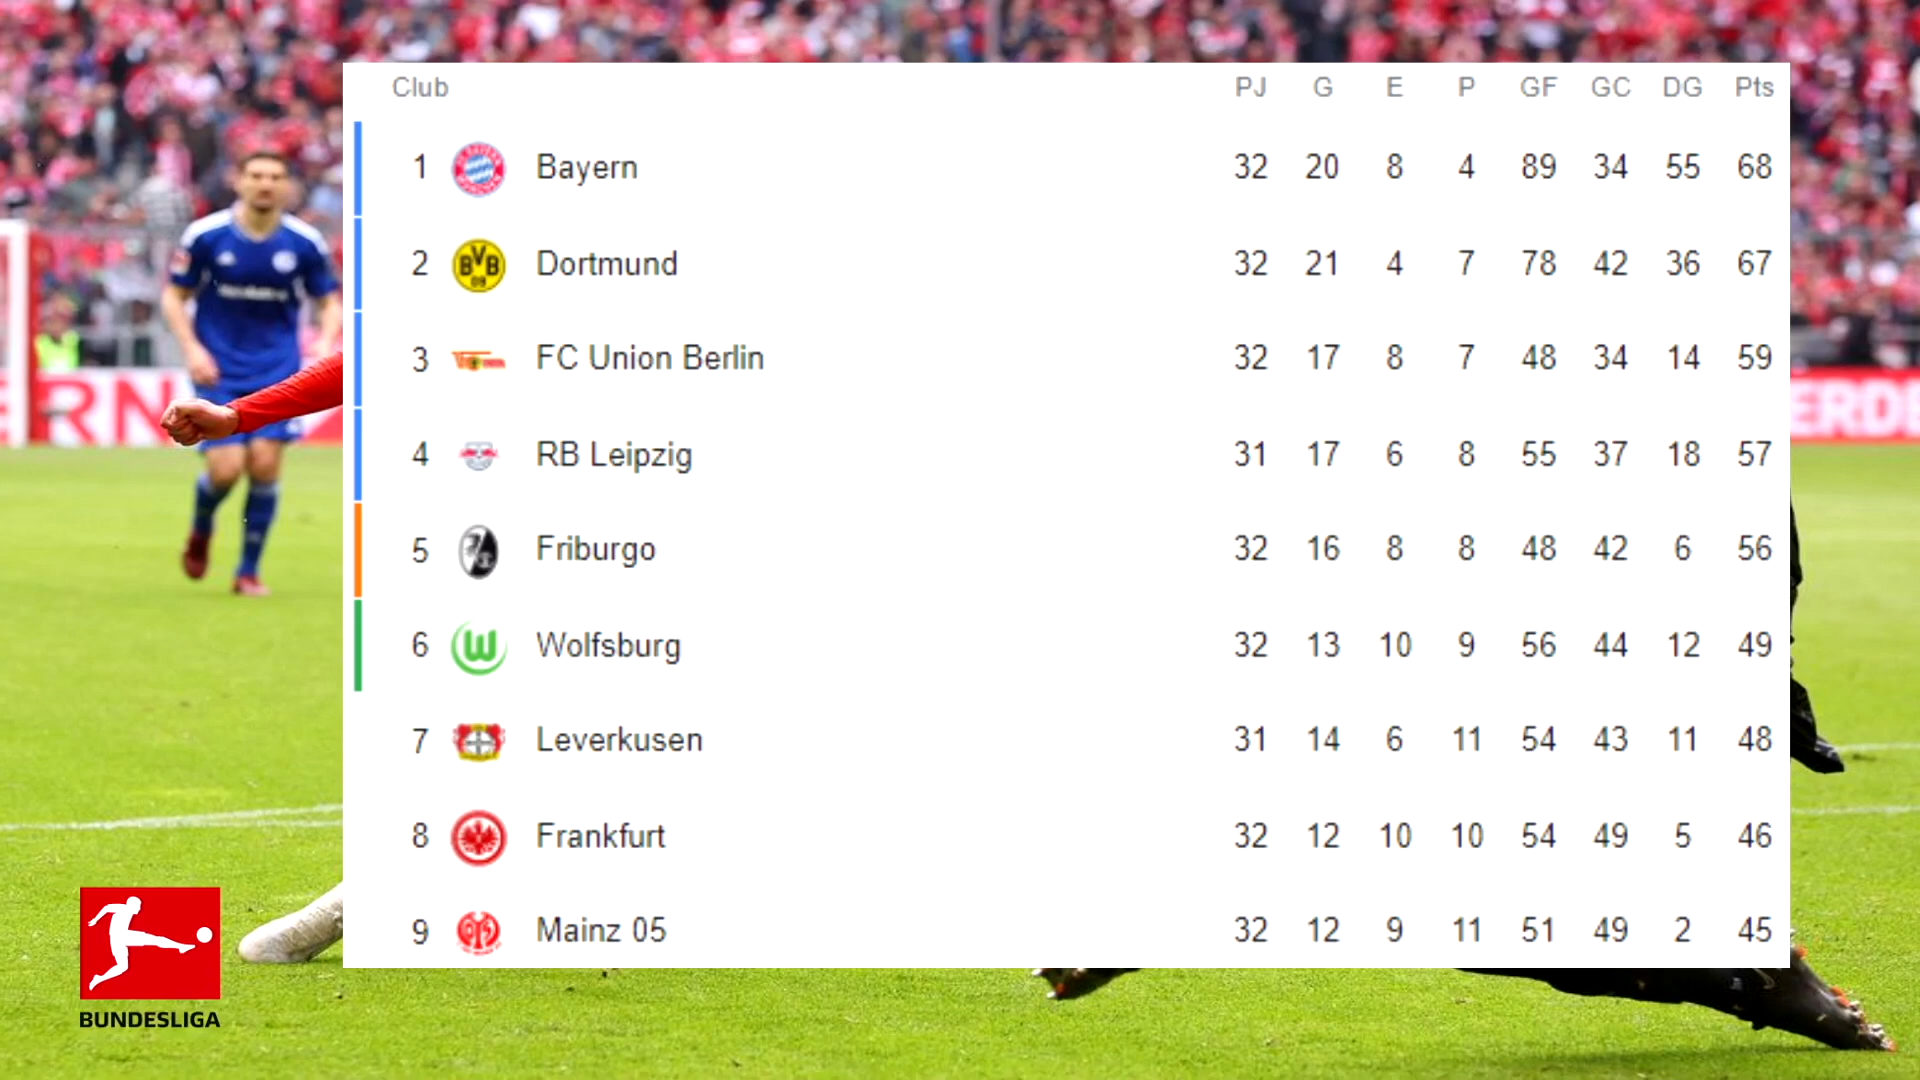 Club PJ G E P GF GC DG Pts
1 Bayern 32 20 8 4 89 34 55 68
2 BVB 09 Dortmund 32 21 4 7 78 42 36 67
3 FC Union Berlin 32 17 8 7 48 34 14 59
4 RB Leipzig 31 17 6 8 55 37 18 57
5 Friburgo 32 16 8 8 48 42 6 56
6 W Wolfsburg 32 13 10 9 56 44 12 49
7 Leverkusen 31 14 6 11 54 43 11 48
8 Frankfurt 32 12 10 10 54 49 5 46
9 Mainz 05 32 12 9 11 51 49 2 45
ERN
ERDE
BUNDESLIGA